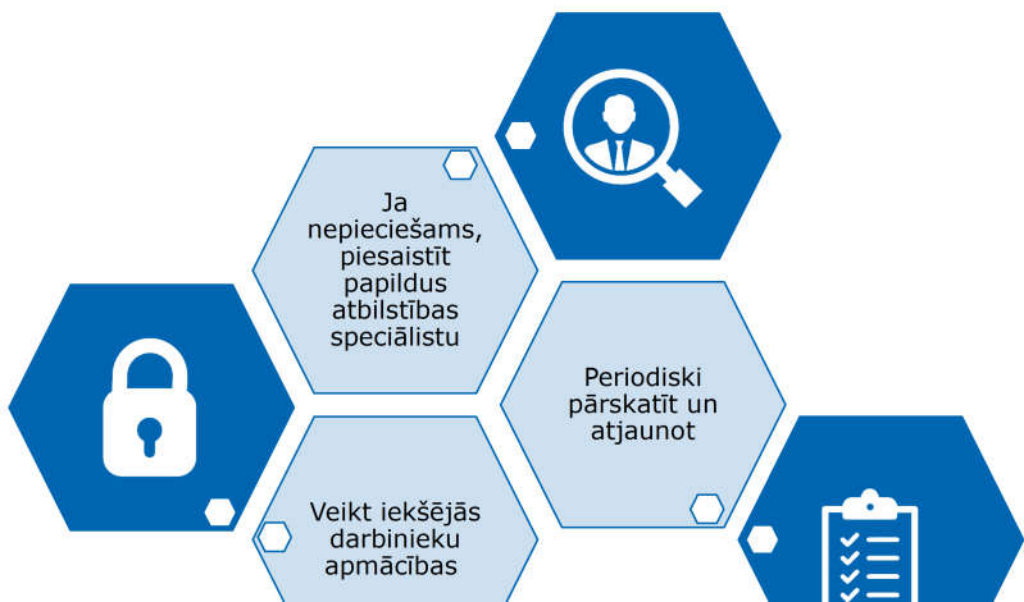 Ja
nepieciešams,
piesaistīt
papildus
atbilstības
speciālistu
Periodiski
pārskatīt un
atjaunot
Veikt iekšējās
darbinieku
apmācības